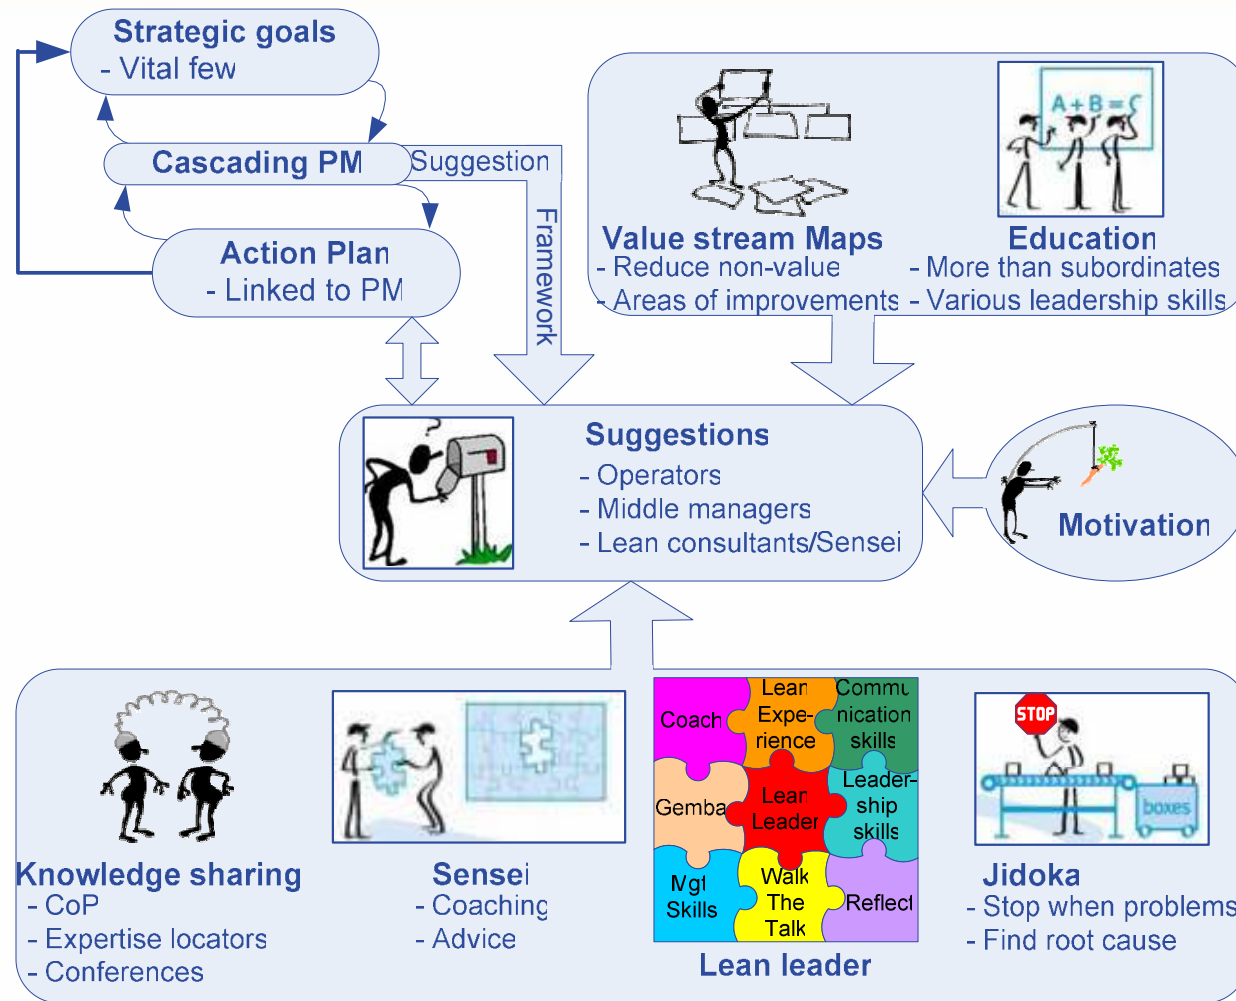 Strategic goals
- Vital few
Cascading PM
Suggestion
Framework
Action Plan
- Linked to PM
A + B = C
Value stream Maps
- Reduce non-value
- Areas of improvements
Education
- More than subordinates
- Various leadership skills
?
Suggestions
- Operators
- Middle managers
- Lean consultants/Sensei
Motivation
Knowledge sharing
- CoP
- Expertise locators
- Conferences
Sensei
- Coaching
- Advice
Coach
Lean
Expe-
rience
Commu
nication
skills
Gemba
Lean
Leader
Leader-
ship
skills
Mgt
Skills
Walk
The
Talk
Reflect
Lean leader
STOP
boxes
Jidoka
- Stop when problems
- Find root cause